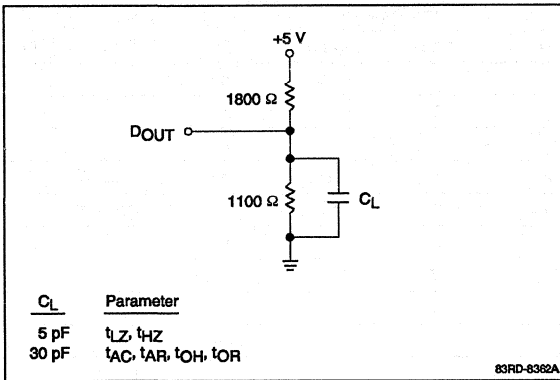 +5 V
1800 Ω
DOUT
1100 Ω
CL
CL Parameter
5 pF tLZ, tHZ
30 pF tAC, tAR, tOH, tOR
83RD-8362A